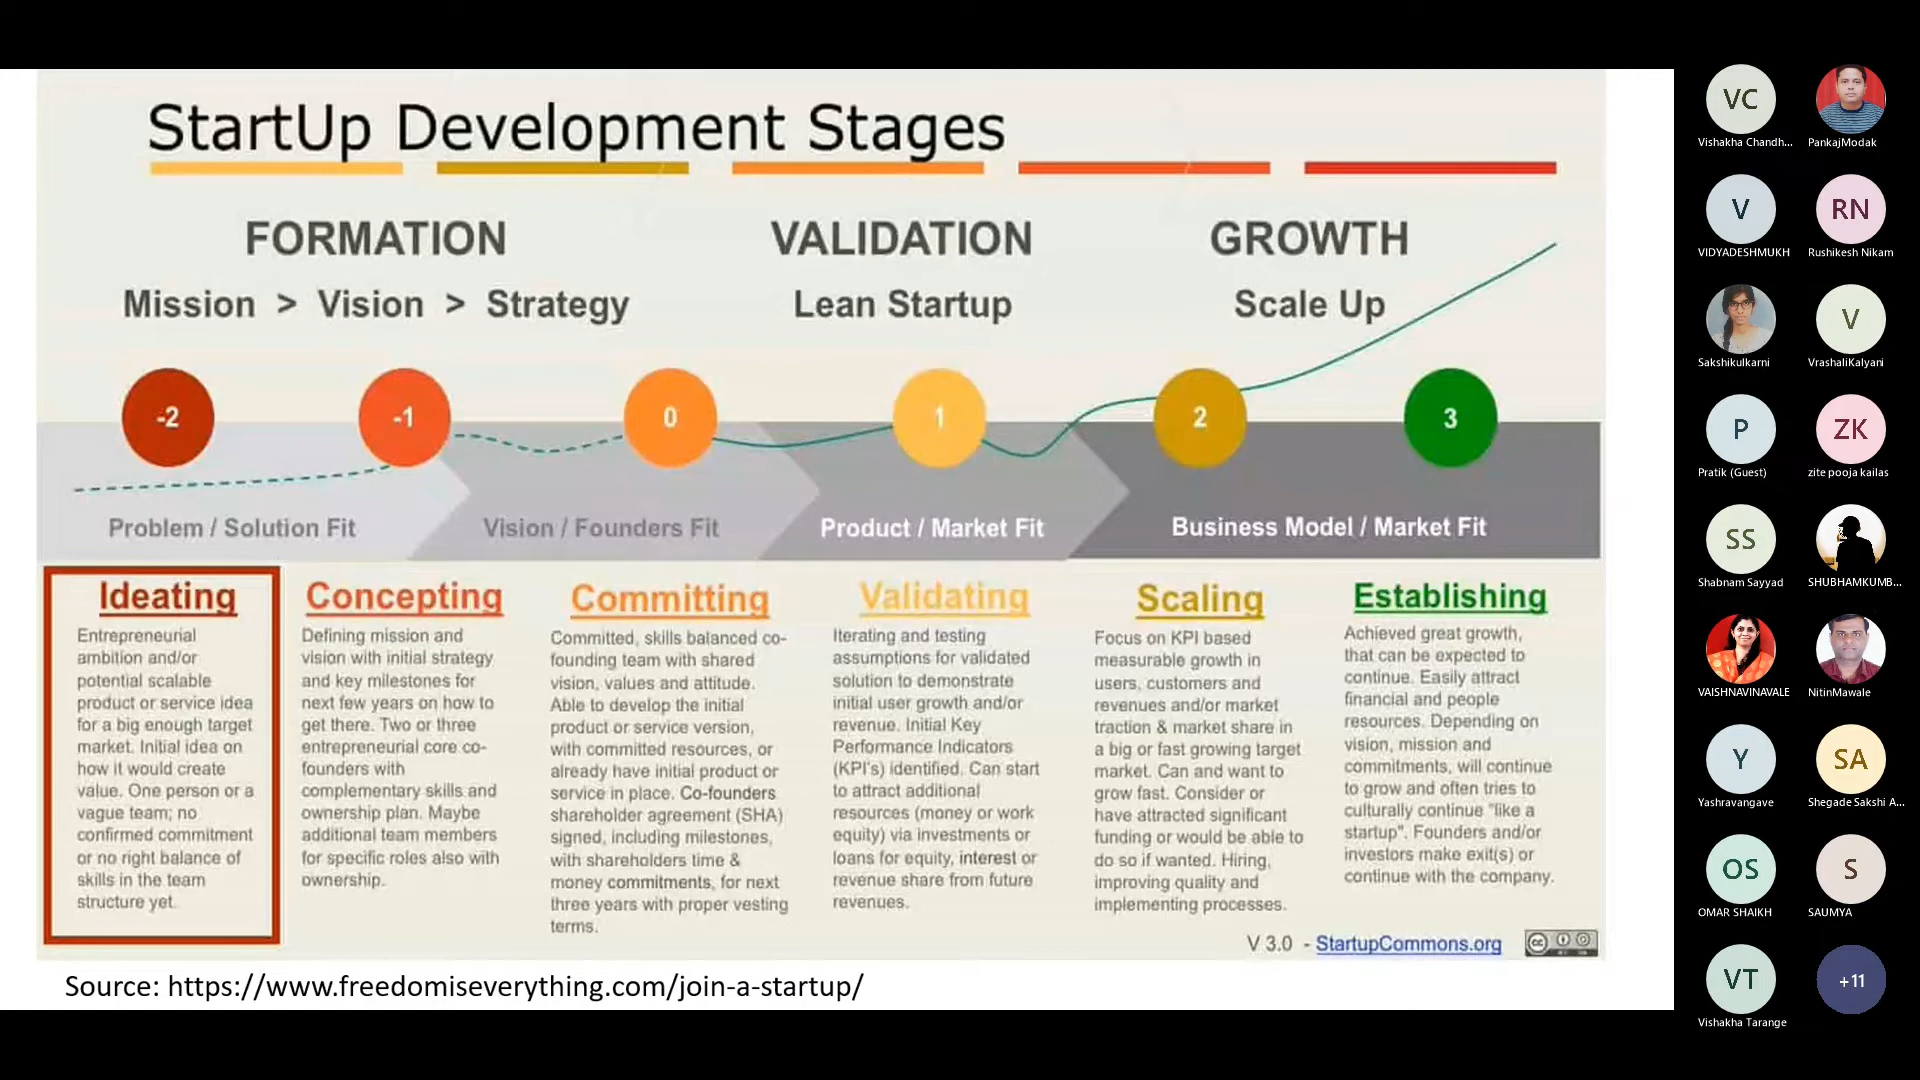 StartUp Development Stages
FORMATION
Mission > Vision > Strategy
VALIDATION
Lean Startup
GROWTH
Scale Up
-2
-1
0
1
2
3
Problem / Solution Fit
Vision / Founders Fit
Product / Market Fit
Business Model / Market Fit
Ideating
Entrepreneurial
ambition and/or
potential scalable
product or service idea
for a big enough target
market. Initial idea on
how it would create
value. One person or a
vague team; no
confirmed commitment
or no right balance of
skills in the team
structure yet.
Concepting
Defining mission and
vision with initial strategy
and key milestones for
next few years on how to
get there. Two or three
entrepreneurial core co-
founders with
complementary skills and
ownership plan. Maybe
additional team members
for specific roles also with
ownership.
Committing
Committed, skills balanced co-
founding team with shared
vision, values and attitude.
Able to develop the initial
product or service version,
with committed resources, or
already have initial product or
service in place. Co-founders
shareholder agreement (SHA)
signed, including milestones,
with shareholders time &
money commitments, for next
three years with proper vesting
terms.
Validating
Iterating and testing
assumptions for validated
solution to demonstrate
initial user growth and/or
revenue. Initial Key
Performance Indicators
(KPI's) identified. Can start
to attract additional
resources (money or work
equity) via investments or
loans for equity, interest or
revenue share from future
revenues.
Scaling
Focus on KPI based
measurable growth in
users, customers and
revenues and/or market
traction & market share in
a big or fast growing target
market. Can and want to
grow fast. Consider or
have attracted significant
funding or would be able to
do so if wanted. Hiring,
improving quality and
implementing processes.
Establishing
Achieved great growth,
that can be expected to
continue. Easily attract
financial and people
resources. Depending on
vision, mission and
commitments, will continue
to grow and often tries to
culturally continue "like a
startup". Founders and/or
investors make exit(s) or
continue with the company.
V 3.0 - StartupCommons.org
Source: https://www.freedomiseverything.com/join-a-startup/
VC
Vishakha Chandh...
PankajModak
V
VIDYADESHMUKH
RN
Rushikesh Nikam
Sakshikulkarni
V
VrashaliKalyani
P
Pratik (Guest)
ZK
zite pooja kailas
SS
Shabnam Sayyad
SHUBHAMKUMB...
VAISHNAVINAVALE
NitinMawale
Y
Yashravangave
SA
Shegade Sakshi A...
OS
OMAR SHAIKH
S
SAUMYA
VT
Vishakha Tarange
+11